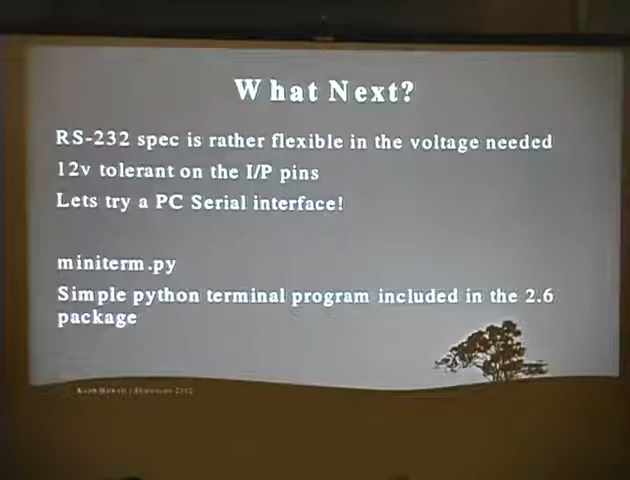 What Next?
RS-232 spec is rather flexible in the voltage needed
12v tolerant on the I/P pins
Lets try a PC Serial interface!
miniterm.py
Simple python terminal program included in the 2.6
package